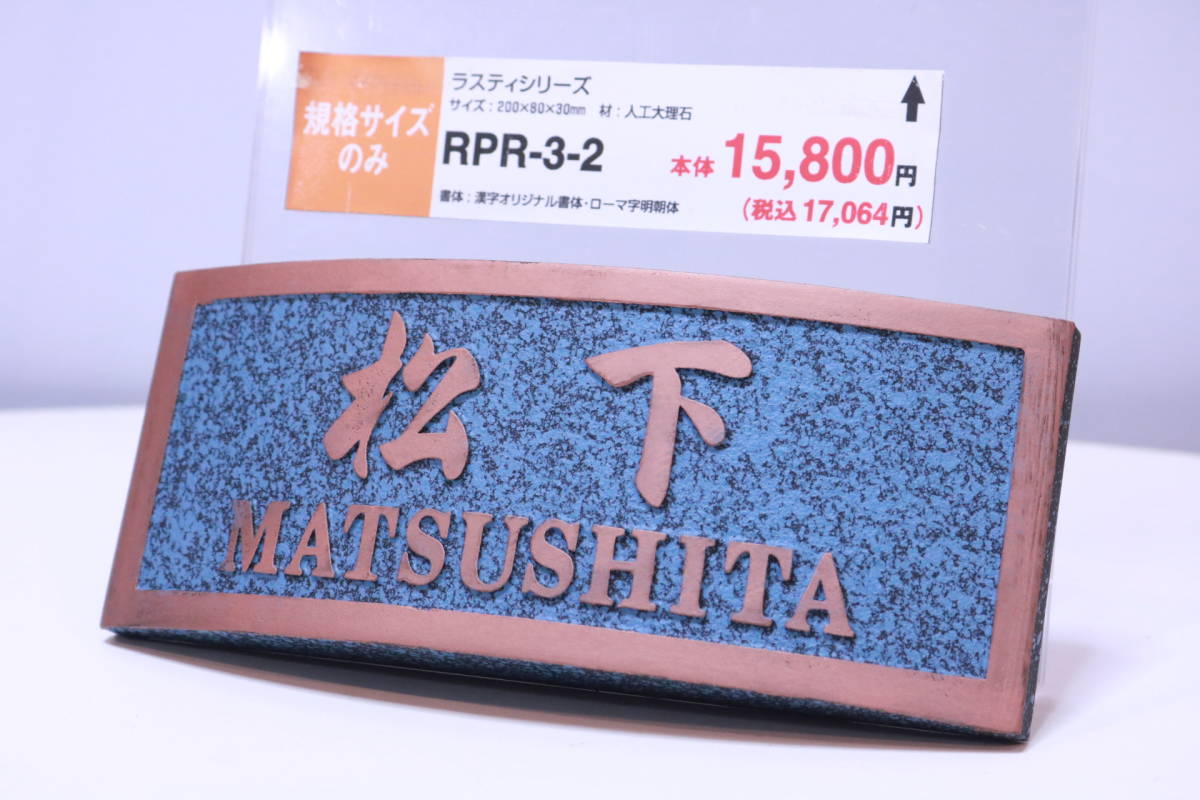 規格サイズ
のみ
ラスティシリーズ
サイズ：200×80×30mm 材：人工大理石
RPR-3-2 本体 15,800円
書体：漢字オリジナル書体・ローマ字明朝体 （税込 17,064円）
松下
MATSUSHITA